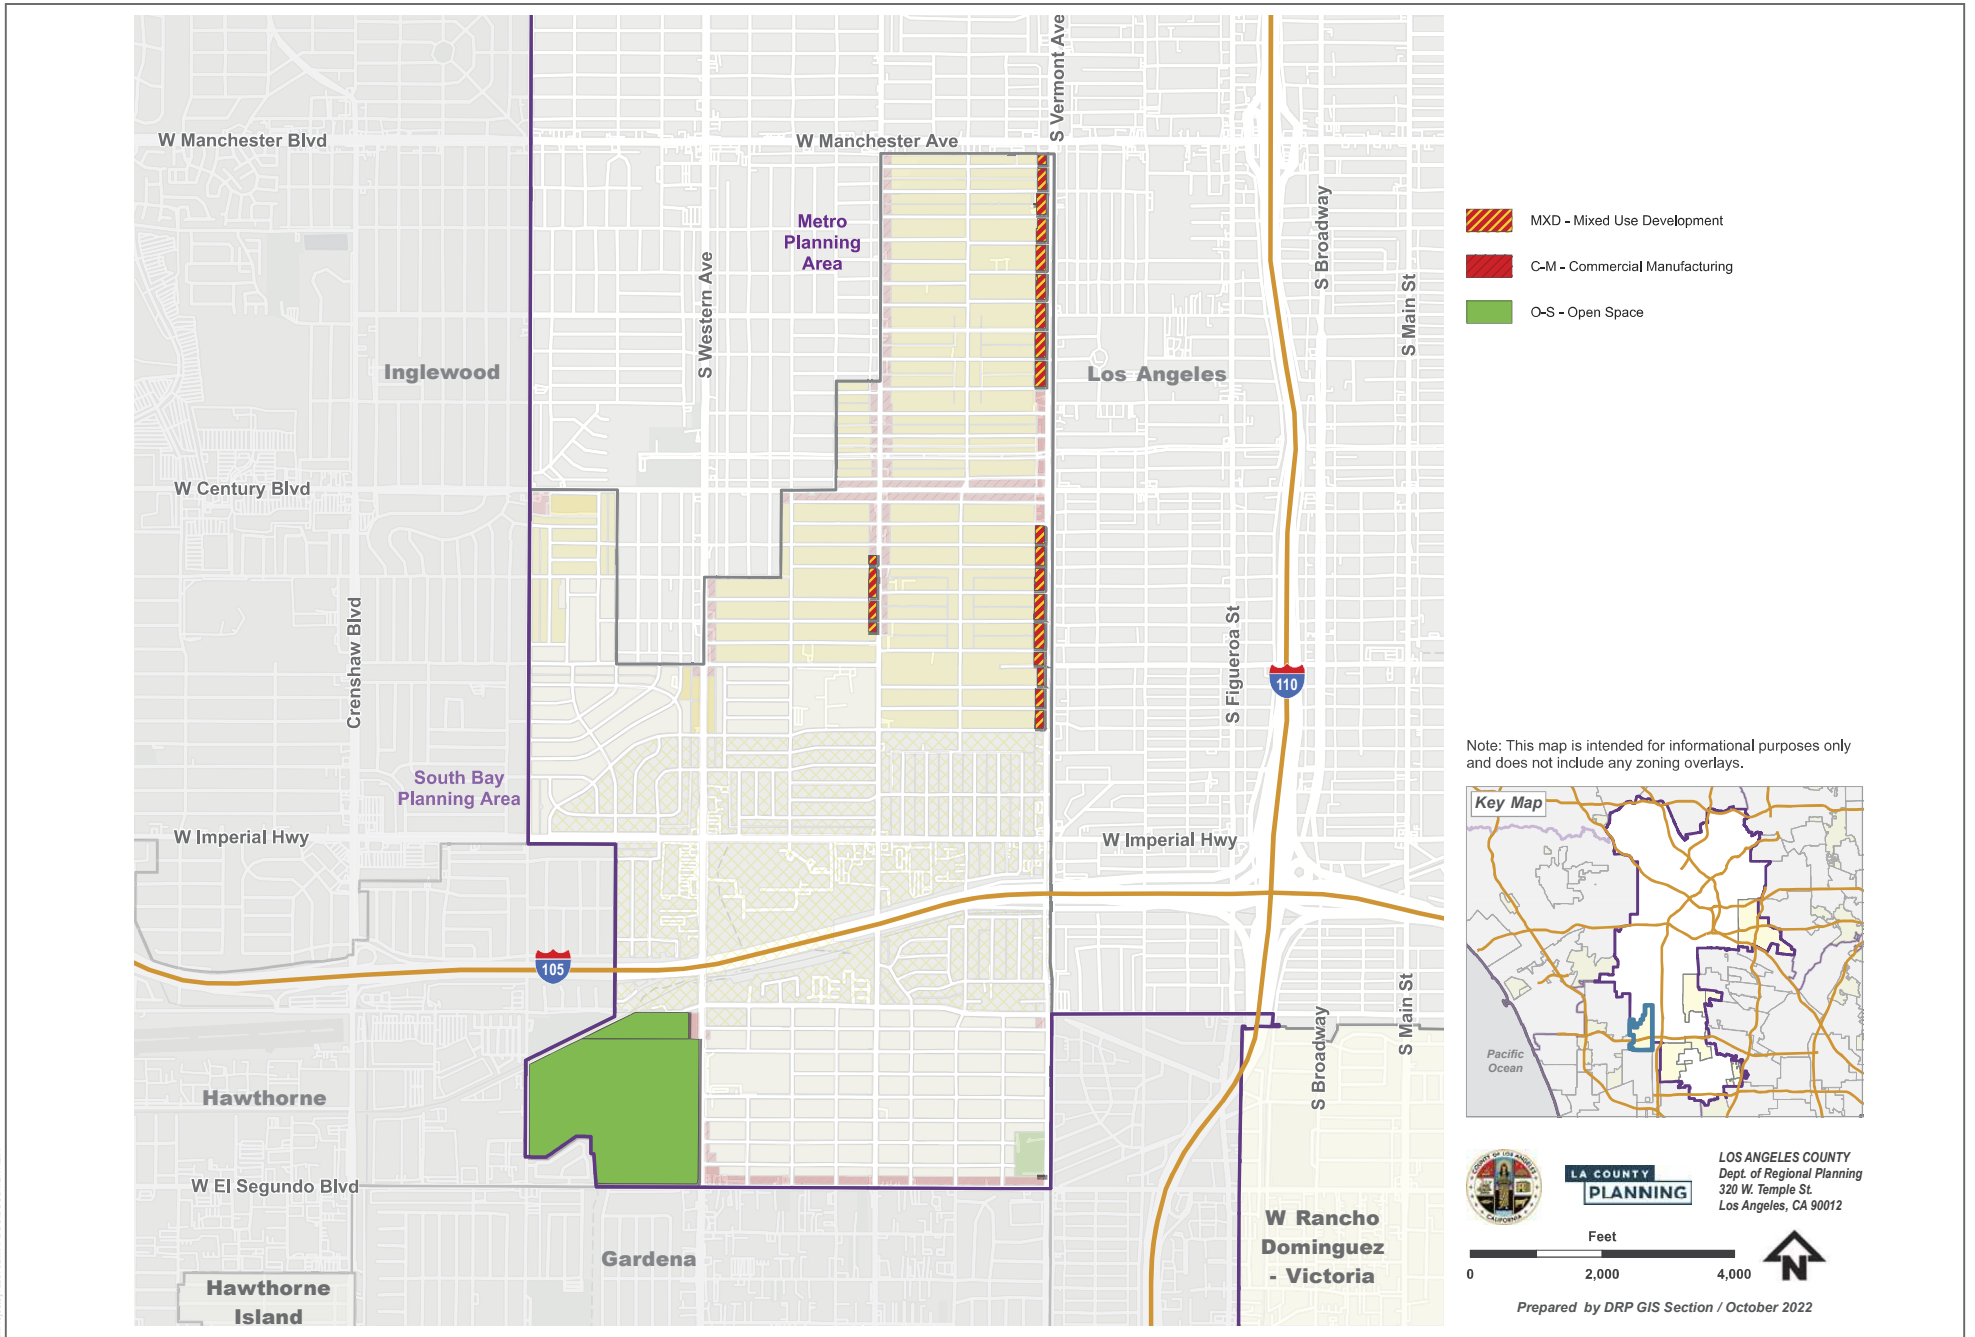 S Vermont Ave
W Manchester Blvd
W Manchester Ave
Metro
Planning
Area
S Western Ave
S Broadway
S Main St
Inglewood
Los Angeles
W Century Blvd
Crenshaw Blvd
S Figueroa St
110
South Bay
Planning Area
W Imperial Hwy
W Imperial Hwy
105
S Broadway
S Main St
Hawthorne
W El Segundo Blvd
Gardena
W Rancho
Dominguez
- Victoria
Hawthorne
Island
MXD - Mixed Use Development
C-M - Commercial Manufacturing
O-S - Open Space
Note: This map is intended for informational purposes only
and does not include any zoning overlays.
Key Map
Pacific
Ocean
COUNTY OF LOS ANGELES
CALIFORNIA
LA COUNTY
PLANNING
LOS ANGELES COUNTY
Dept. of Regional Planning
320 W. Temple St.
Los Angeles, CA 90012
Feet
0 2,000 4,000
N
Prepared by DRP GIS Section / October 2022